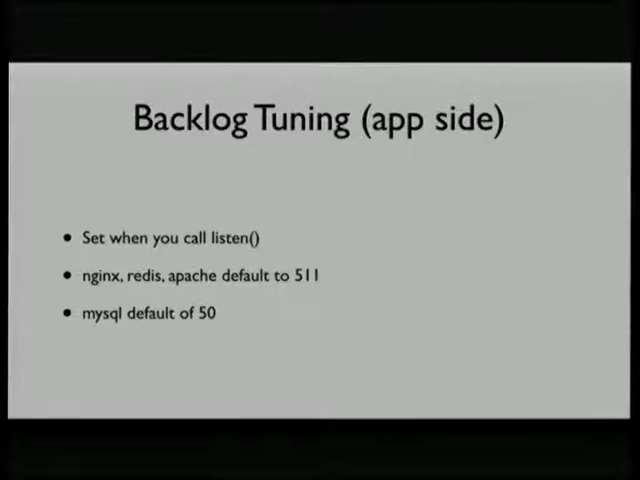 Backlog Tuning (app side)
• Set when you call listen()
• nginx, redis, apache default to 511
• mysql default of 50